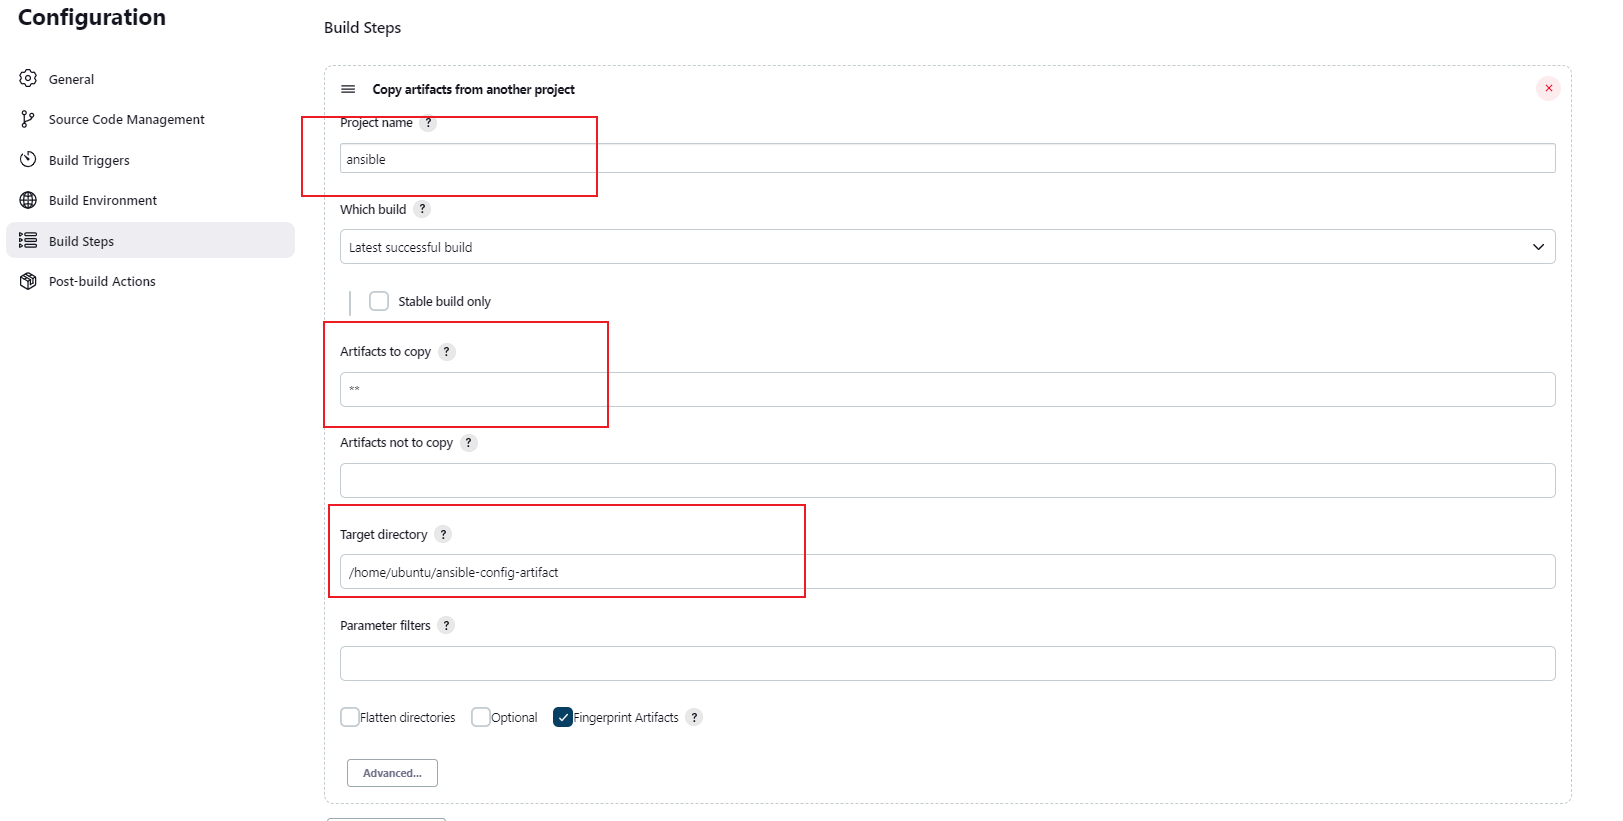 Configuration
General
Source Code Management
Build Triggers
Build Environment
Build Steps
Post-build Actions
Build Steps
Copy artifacts from another project
Project name ?
ansible
Which build ?
Latest successful build
Stable build only
Artifacts to copy ?
**
Artifacts not to copy ?
Target directory ?
/home/ubuntu/ansible-config-artifact
Parameter filters ?
Flatten directories Optional Fingerprint Artifacts ?
Advanced...